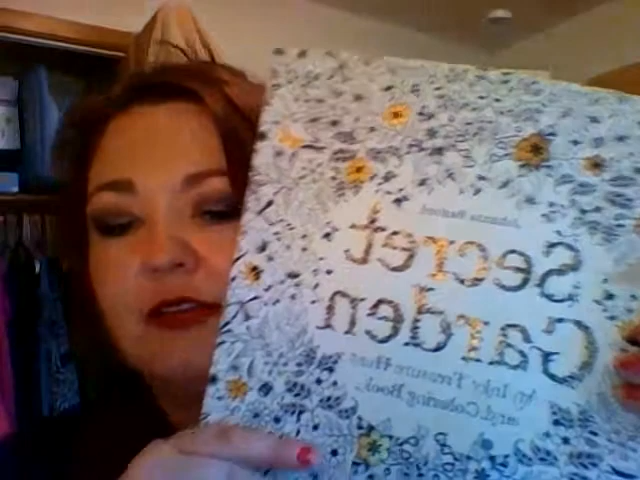 Johanna Basford
Secret
Garden
An Inky Treasure Hunt
and Coloring Book